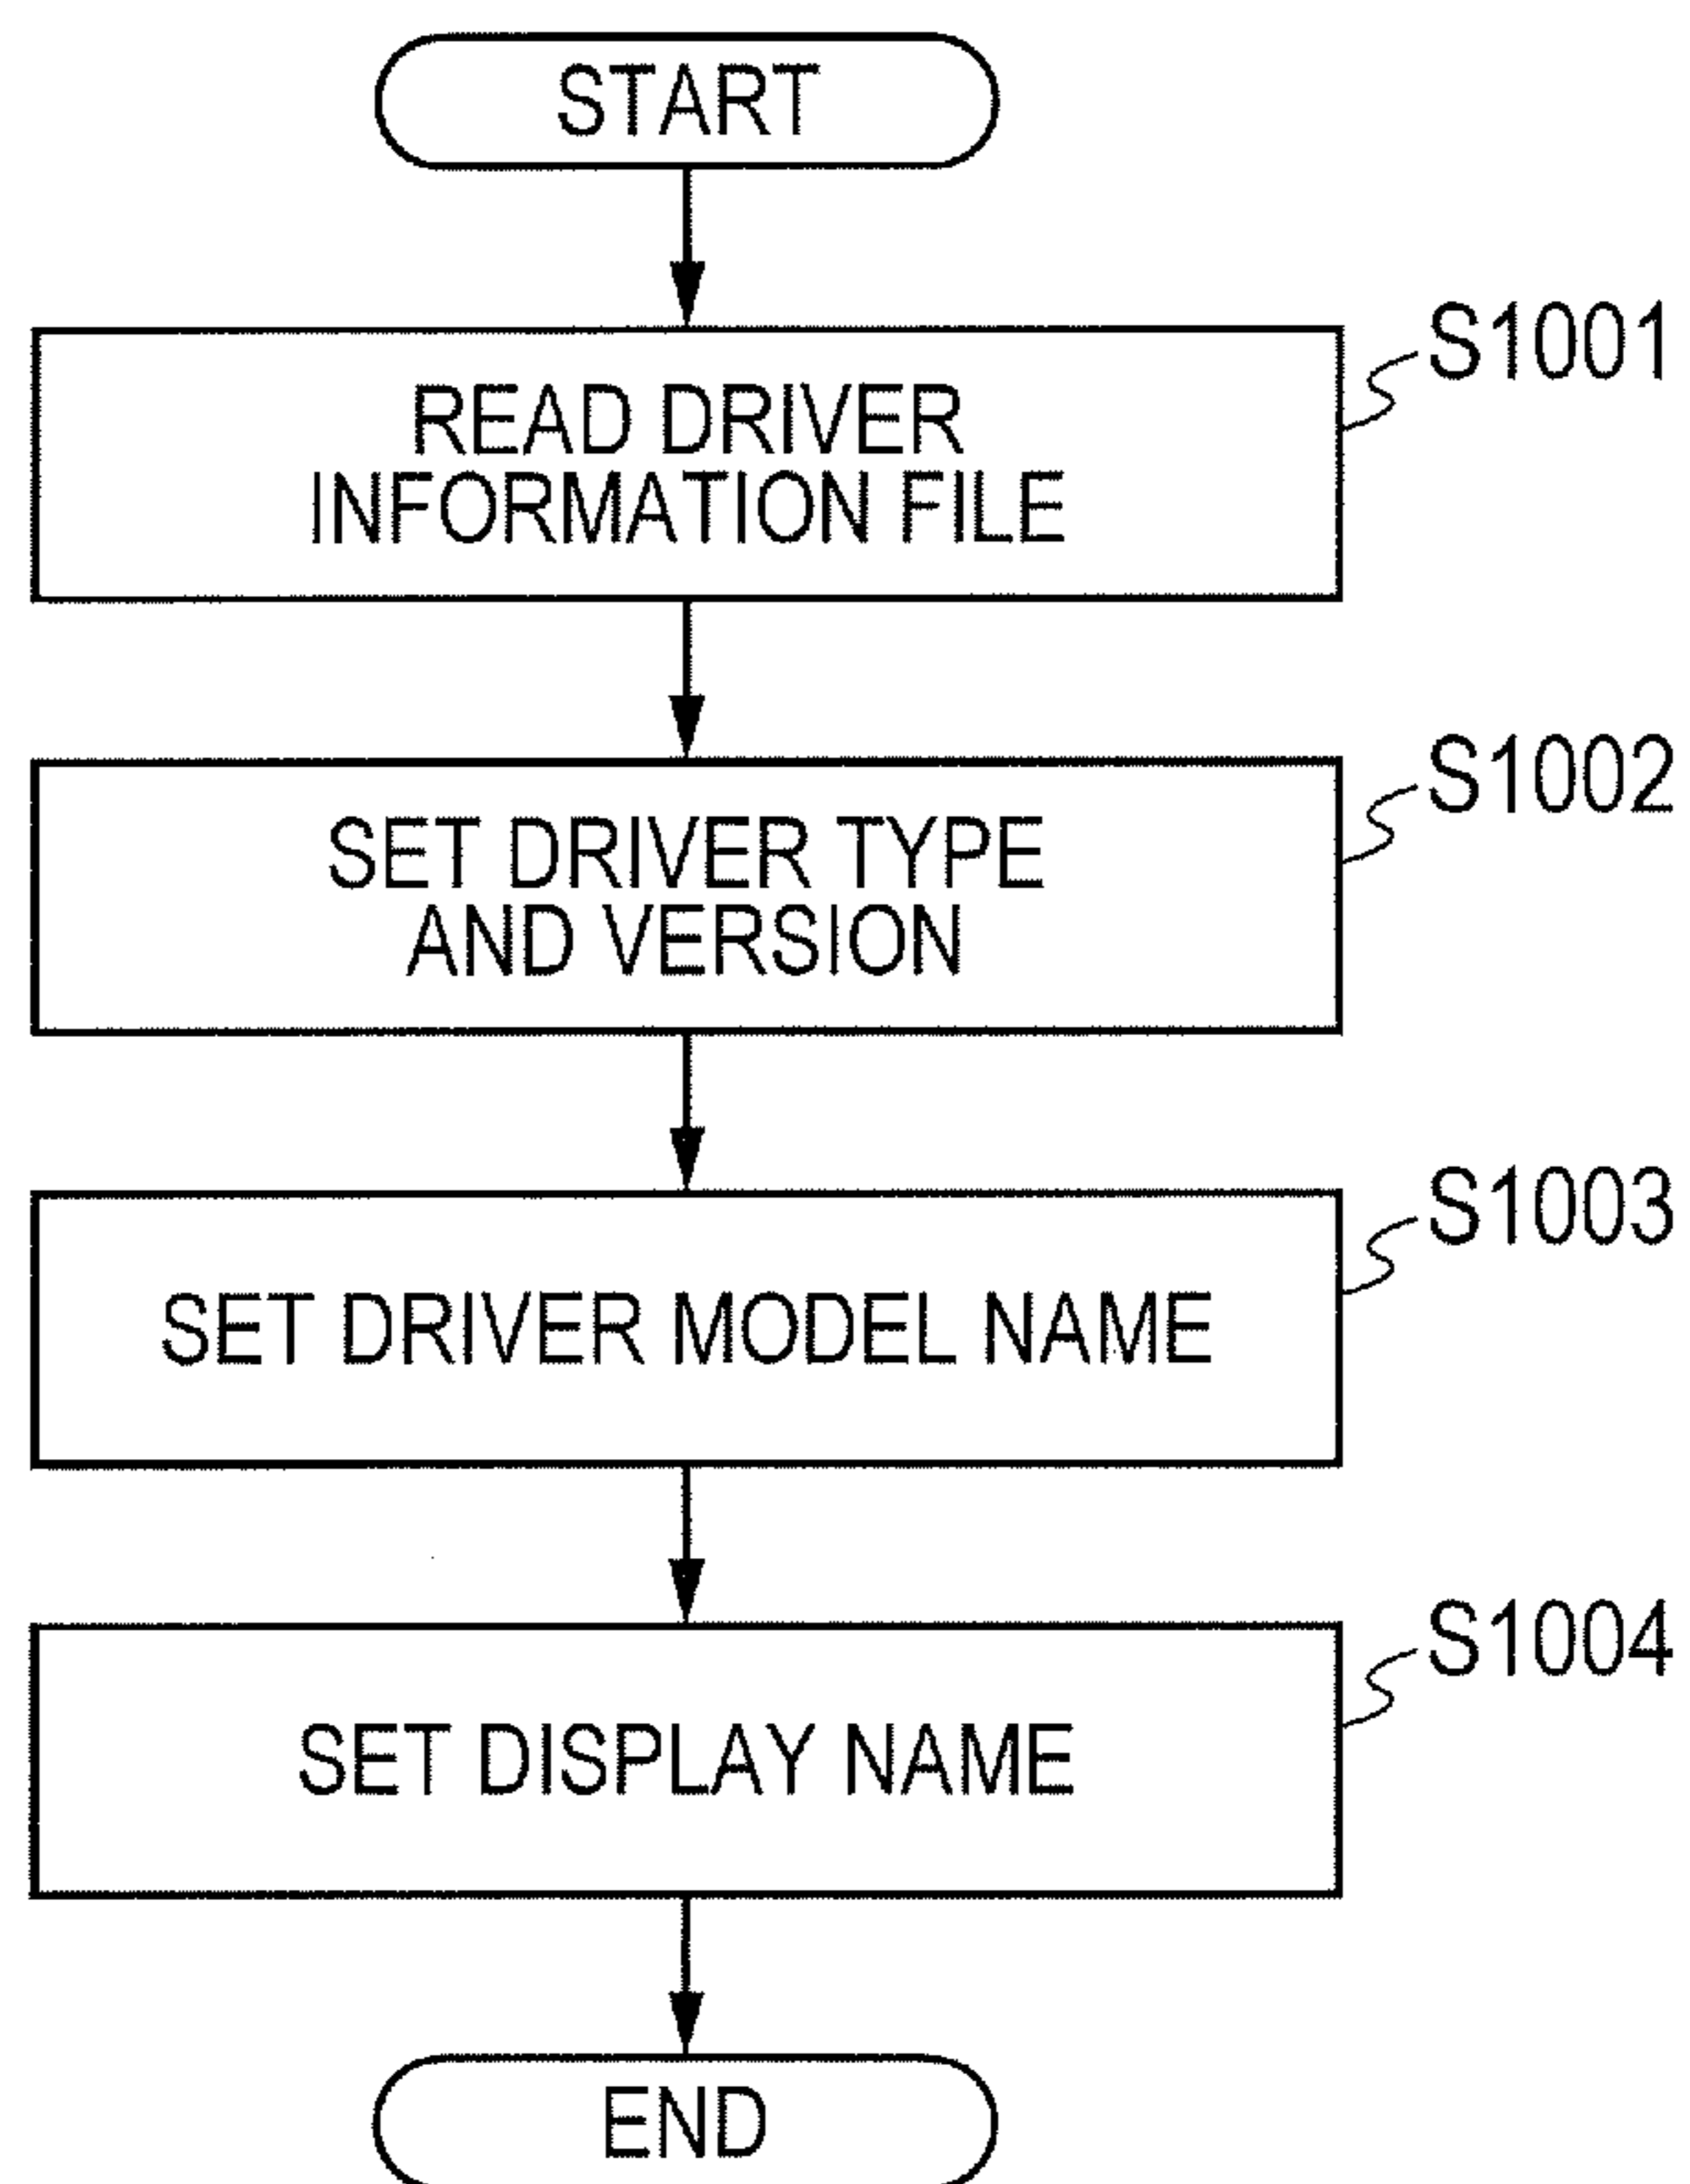 START
S1001
READ DRIVER
INFORMATION FILE
S1002
SET DRIVER TYPE
AND VERSION
S1003
SET DRIVER MODEL NAME
S1004
SET DISPLAY NAME
END